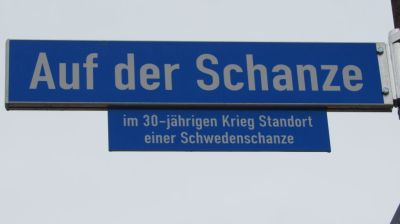 Auf der Schanze
im 30-jährigen Krieg Standort
einer Schwedenschanze